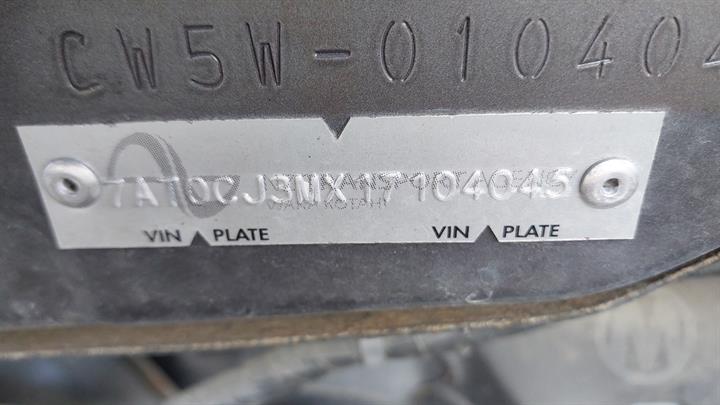 CW5W-01040
7AT0CJ3MX17104045
VIN PLATE VIN PLATE
M